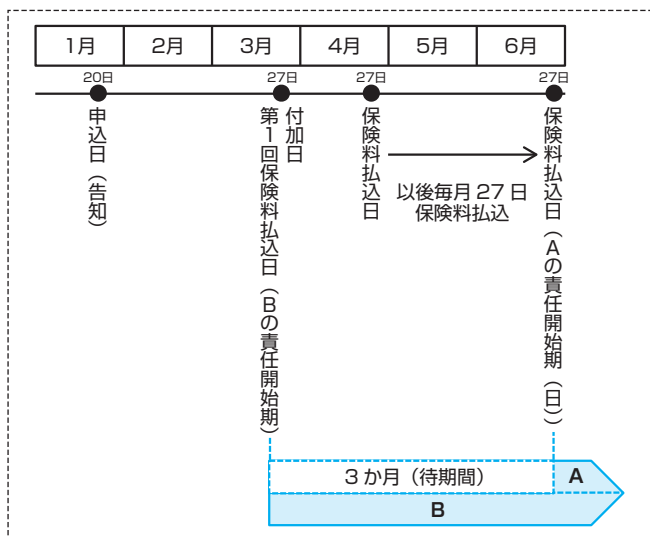 1月
2月
3月
4月
5月
6月
20日
27日
27日
27日
申込日（告知）
付加日
第1回保険料払込日（Bの責任開始期）
保険料払込日
以後毎月27日
保険料払込
保険料払込日（Aの責任開始期（日））
3か月（待期間）
A
B